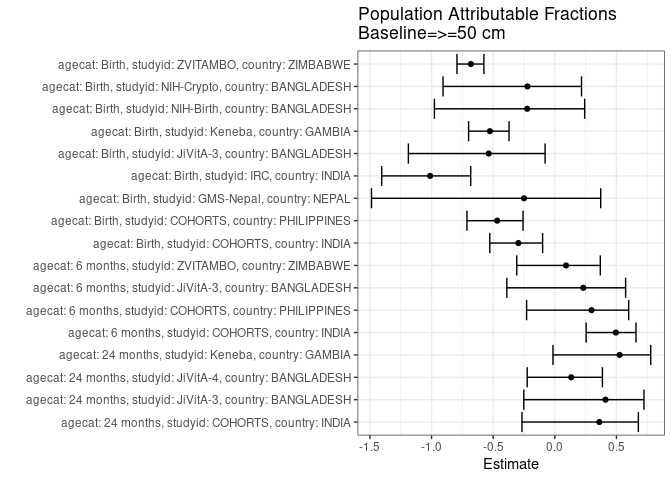 Population Attributable Fractions
Baseline=>=50 cm
agecat: Birth, studyid: ZVITAMBO, country: ZIMBABWE
agecat: Birth, studyid: NIH-Crypto, country: BANGLADESH
agecat: Birth, studyid: NIH-Birth, country: BANGLADESH
agecat: Birth, studyid: Keneba, country: GAMBIA
agecat: Birth, studyid: JiVitA-3, country: BANGLADESH
agecat: Birth, studyid: IRC, country: INDIA
agecat: Birth, studyid: GMS-Nepal, country: NEPAL
agecat: Birth, studyid: COHORTS, country: PHILIPPINES
agecat: Birth, studyid: COHORTS, country: INDIA
agecat: 6 months, studyid: ZVITAMBO, country: ZIMBABWE
agecat: 6 months, studyid: JiVitA-3, country: BANGLADESH
agecat: 6 months, studyid: COHORTS, country: PHILIPPINES
agecat: 6 months, studyid: COHORTS, country: INDIA
agecat: 24 months, studyid: Keneba, country: GAMBIA
agecat: 24 months, studyid: JiVitA-4, country: BANGLADESH
agecat: 24 months, studyid: JiVitA-3, country: BANGLADESH
agecat: 24 months, studyid: COHORTS, country: INDIA
-1.5 -1.0 -0.5 0.0 0.5
Estimate